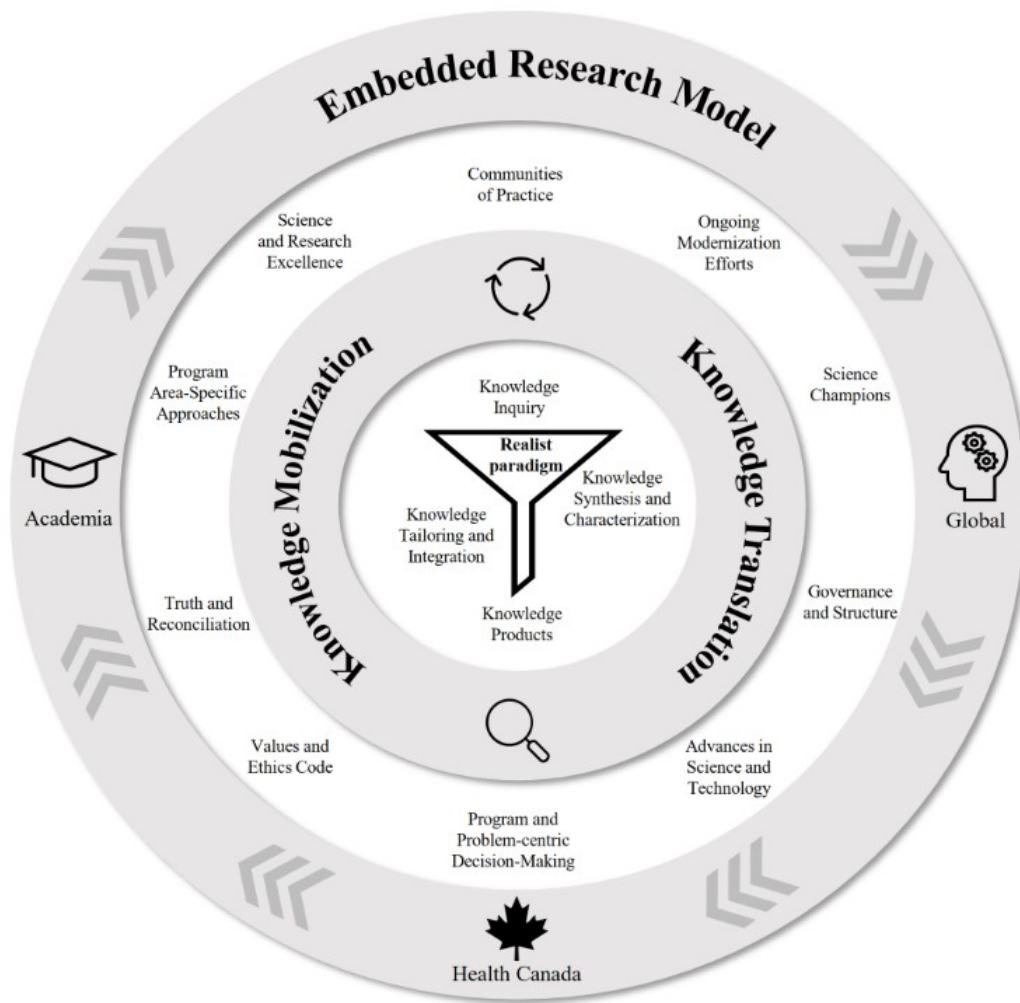 Embedded Research Model
Communities
of Practice
Science
and Research
Excellence
Ongoing
Modernization
Efforts
Program
Area-Specific
Approaches
Science
Champions
Knowledge Mobilization
Knowledge Translation
Knowledge
Inquiry
Realist
paradigm
Knowledge
Synthesis and
Characterization
Knowledge
Tailoring and
Integration
Knowledge
Products
Academia
Global
Truth and
Reconciliation
Governance
and Structure
Values and
Ethics Code
Advances in
Science and
Technology
Program and
Problem-centric
Decision-Making
Health Canada